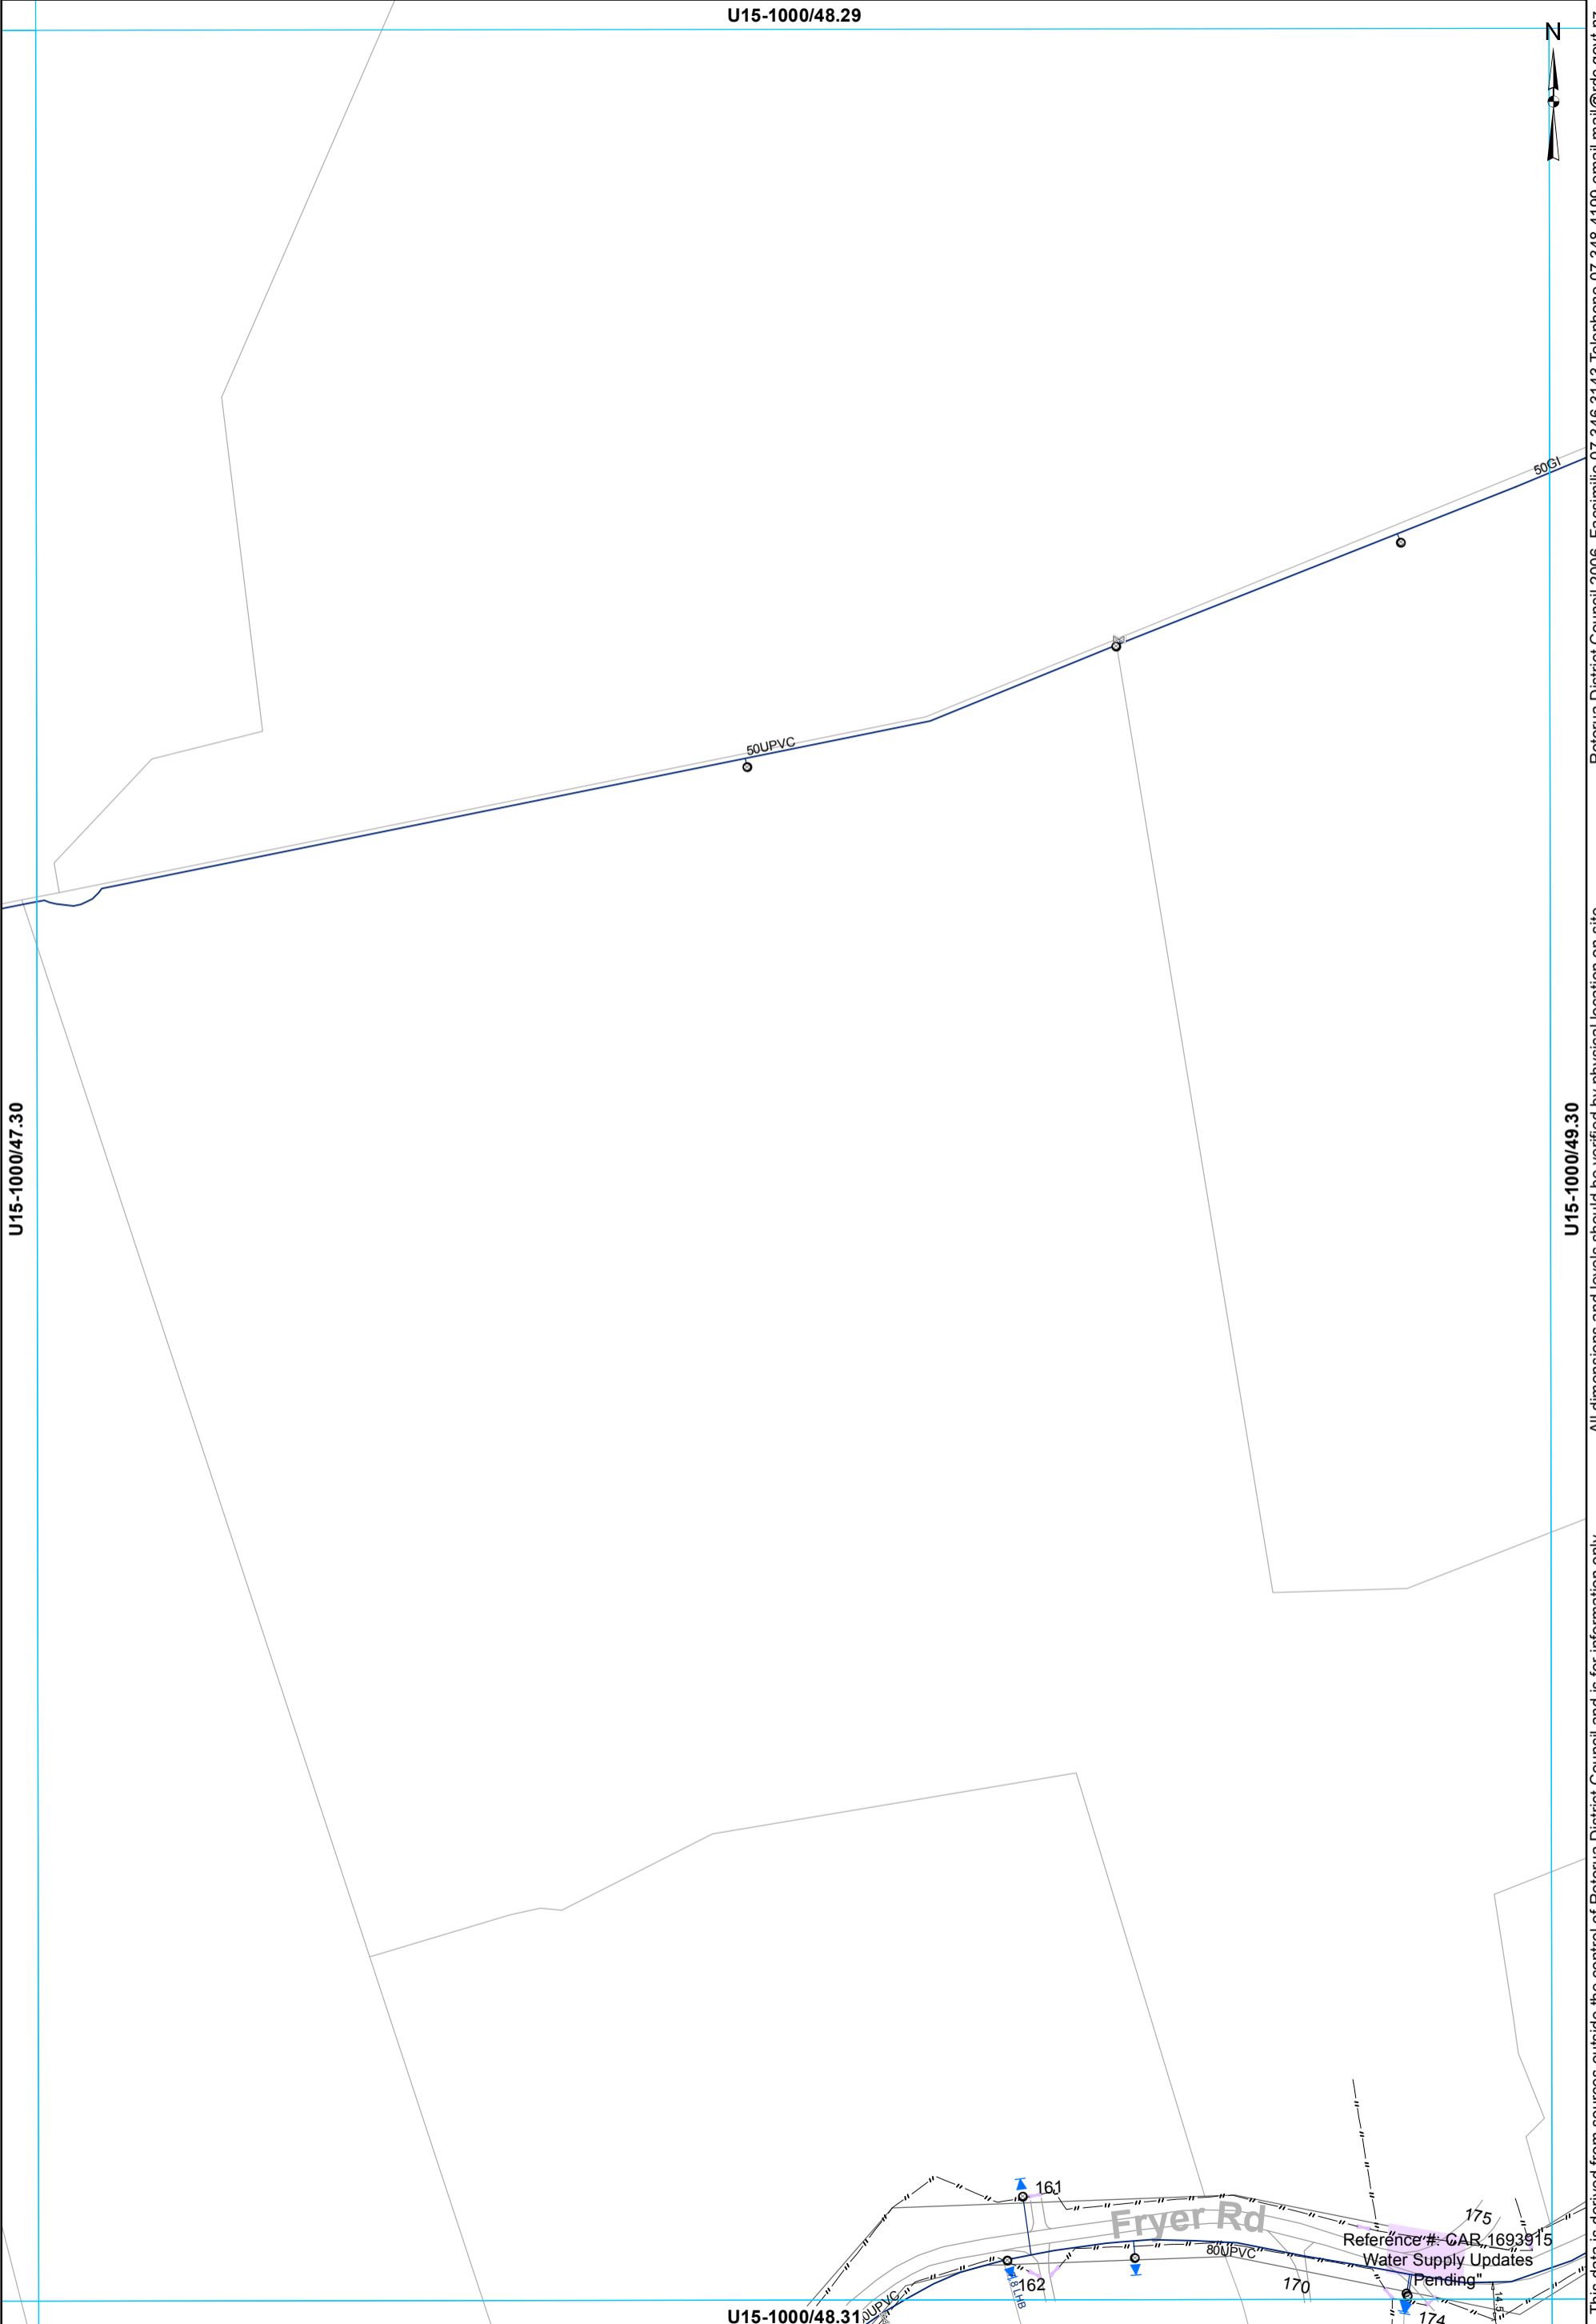 U15-1000/48.29
N
50GI
50UPVC
U15-1000/47.30
U15-1000/49.30
161
Fryer Rd
175
Reference #: CAR 1693915
Water Supply Updates
Pending"
80UPVC
170
162
174
U15-1000/48.31